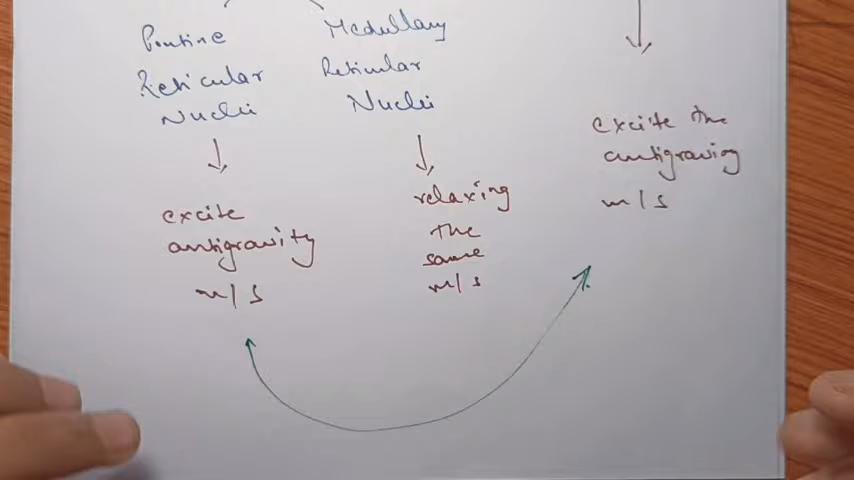 Pontine
Reticular
Nuclei
excite
antigravity
m/s
Medullary
Reticular
Nuclei
relaxing
the
same
m/s
excite the
antigravity
m/s